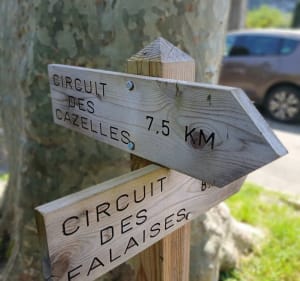 CIRCUIT
DES
CAZELLES 7,5 KM
CIRCUIT
DES
FALAISES